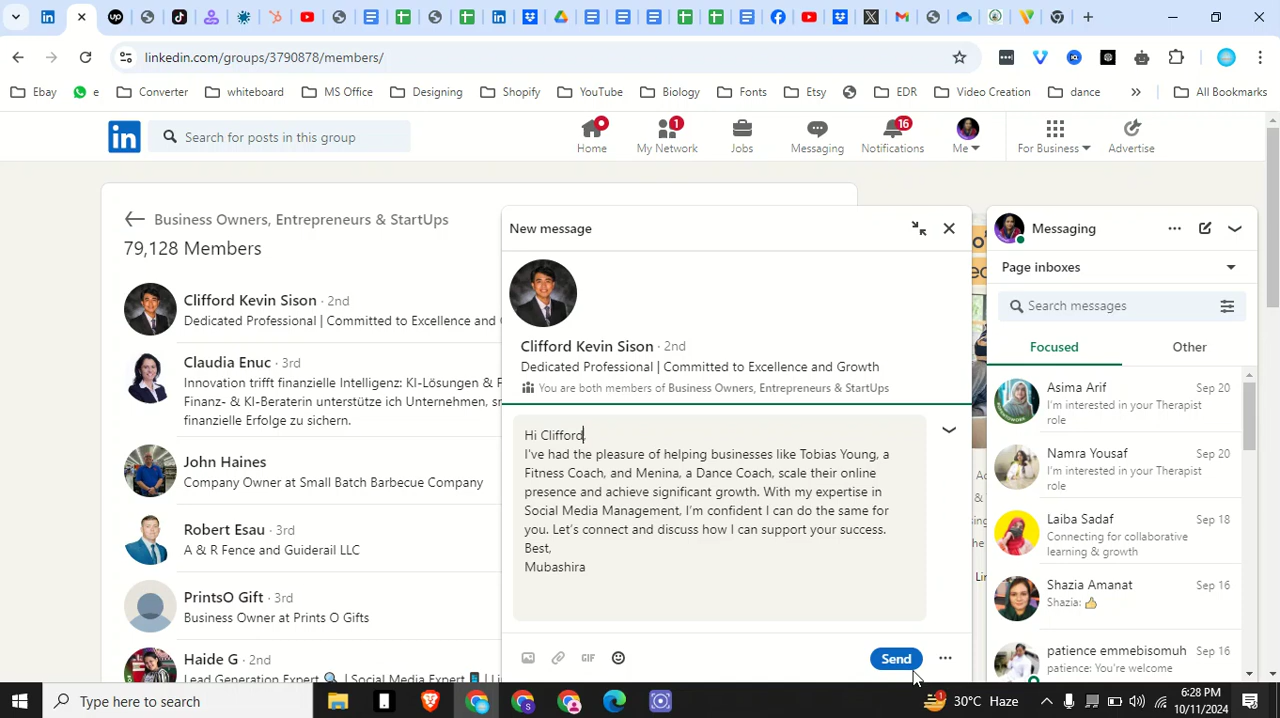 linkedin.com/groups/3790878/members/
Ebay
e
Converter
whiteboard
MS Office
Designing
Shopify
YouTube
Biology
Fonts
Etsy
EDR
Video Creation
dance
»
All Bookmarks
in
Search for posts in this group
1
16
Home
My Network
Jobs
Messaging
Notifications
Me
For Business
Advertise
Business Owners, Entrepreneurs & StartUps
79,128 Members
Clifford Kevin Sison · 2nd
Dedicated Professional | Committed to Excellence and
Claudia Enuc · 3rd
Innovation trifft finanzielle Intelligenz: KI-Lösungen & F
Finanz- & KI-Beraterin unterstütze ich Unternehmen,
finanzielle Erfolge zu sichern.
John Haines
Company Owner at Small Batch Barbecue Company
Robert Esau · 3rd
A & R Fence and Guiderail LLC
PrintsO Gift · 3rd
Business Owner at Prints O Gifts
Haide G · 2nd
Lead Generation Expert | Social Media Expert
New message
Clifford Kevin Sison · 2nd
Dedicated Professional | Committed to Excellence and Growth
You are both members of Business Owners, Entrepreneurs & StartUps
Hi Clifford,
I've had the pleasure of helping businesses like Tobias Young, a
Fitness Coach, and Menina, a Dance Coach, scale their online
presence and achieve significant growth. With my expertise in
Social Media Management, I'm confident I can do the same for
you. Let's connect and discuss how I can support your success.
Best,
Mubashira
GIF
Send
Messaging
Page inboxes
Search messages
Focused
Other
Asima Arif Sep 20
I'm interested in your Therapist
role
Namra Yousaf Sep 20
I'm interested in your Therapist
role
Laiba Sadaf Sep 18
Connecting for collaborative
learning & growth
Shazia Amanat Sep 16
Shazia: 👍
patience emmebisomuh Sep 16
patience: You're welcome
Type here to search
30°C Haze
6:28 PM
10/11/2024